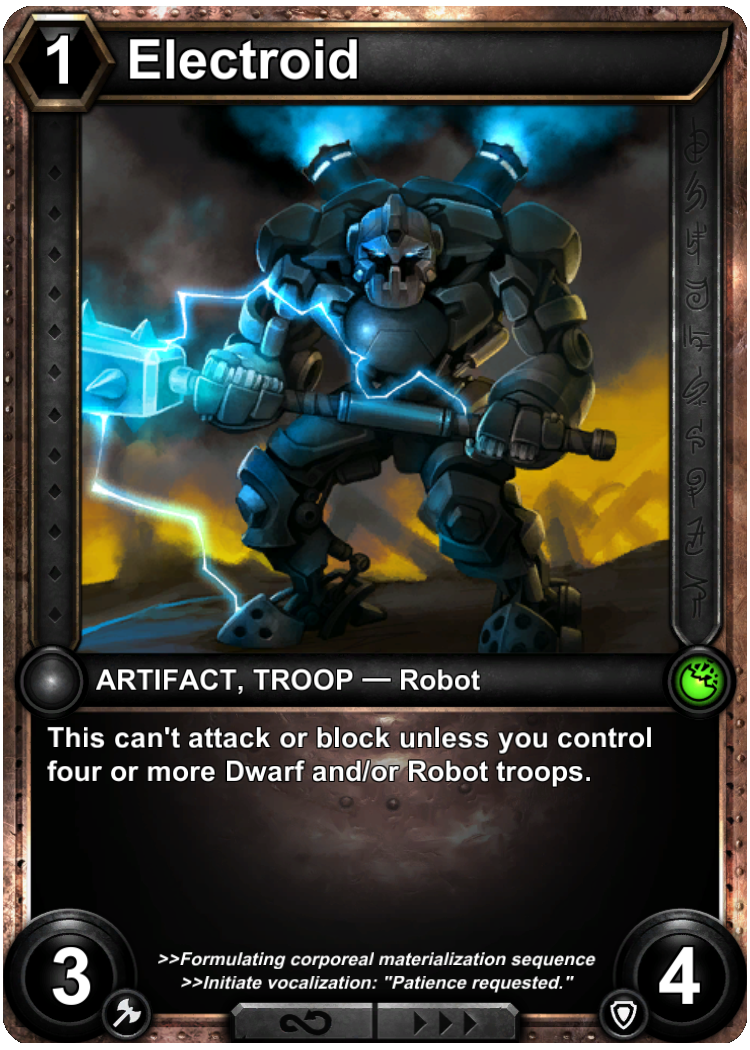 1
Electroid
ARTIFACT, TROOP — Robot
This can't attack or block unless you control
four or more Dwarf and/or Robot troops.
>>Formulating corporeal materialization sequence
>>Initiate vocalization: "Patience requested."
3
4